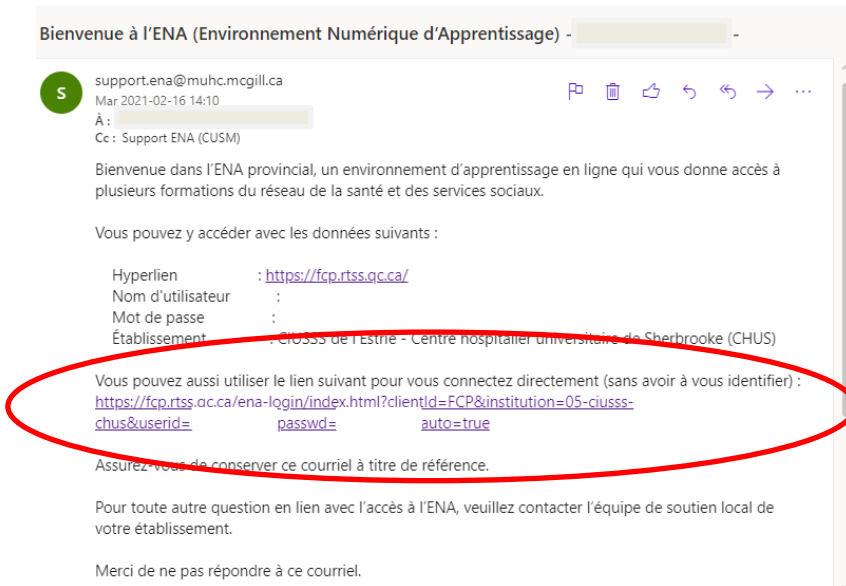 Bienvenue à l'ENA (Environnement Numérique d'Apprentissage) - -
S
support.ena@muhc.mcgill.ca
Mar 2021-02-16 14:10
À :
Cc : Support ENA (CUSM)
Bienvenue dans l'ENA provincial, un environnement d'apprentissage en ligne qui vous donne accès à
plusieurs formations du réseau de la santé et des services sociaux.
Vous pouvez y accéder avec les données suivants :
Hyperlien : https://fcp.rtss.qc.ca/
Nom d'utilisateur :
Mot de passe :
Établissement : CIUSSS de l'Estrie - Centre hospitalier universitaire de Sherbrooke (CHUS)
Vous pouvez aussi utiliser le lien suivant pour vous connectez directement (sans avoir à vous identifier) :
https://fcp.rtss.qc.ca/ena-login/index.html?clientId=FCP&institution=05-ciusss-
chus&userid= passwd= auto=true
Assurez-vous de conserver ce courriel à titre de référence.
Pour toute autre question en lien avec l'accès à l'ENA, veuillez contacter l'équipe de soutien local de
votre établissement.
Merci de ne pas répondre à ce courriel.